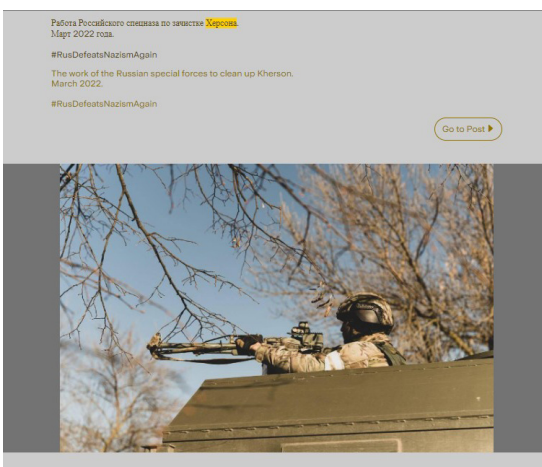 Работа Российского спецназа по зачистке Херсона.
Март 2022 года.
#RusDefeatsNazismAgain
The work of the Russian special forces to clean up Kherson.
March 2022.
#RusDefeatsNazismAgain
Go to Post